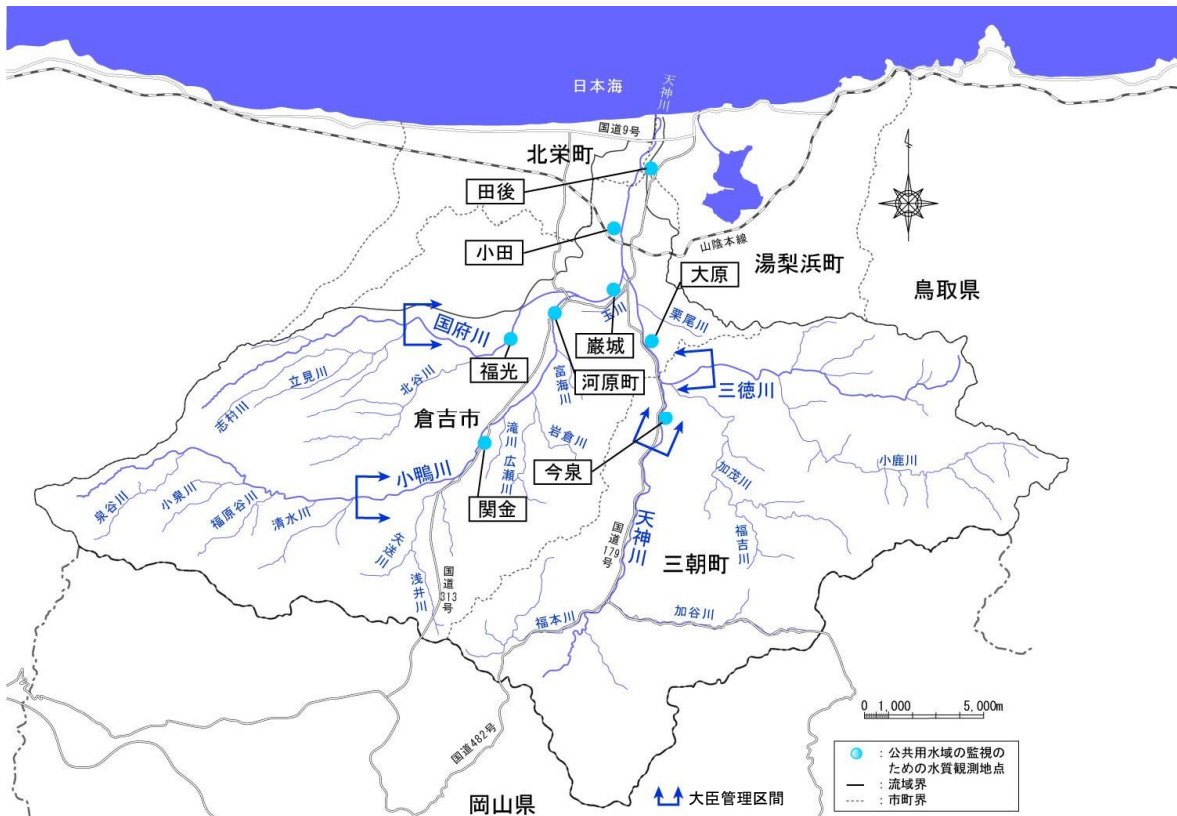 日本海
天神川
国道9号
北栄町
田後
小田
山陰本線
湯梨浜町
大原
鳥取県
国府川
玉川
栗尾川
巌城
福光
河原町
立見川
北谷川
富海川
三徳川
志村川
倉吉市
滝川
岩倉川
広瀬川
今泉
小鹿川
小鴨川
加茂川
泉谷川
小泉川
福原谷川
清水川
関金
矢送川
国道179号
天神川
福吉川
三朝町
浅井川
国道313号
福本川
加谷川
0 1,000 5,000m
国道482号
:公共用水域の監視の
ための水質観測地点
:流域界
:市町界
大臣管理区間
岡山県